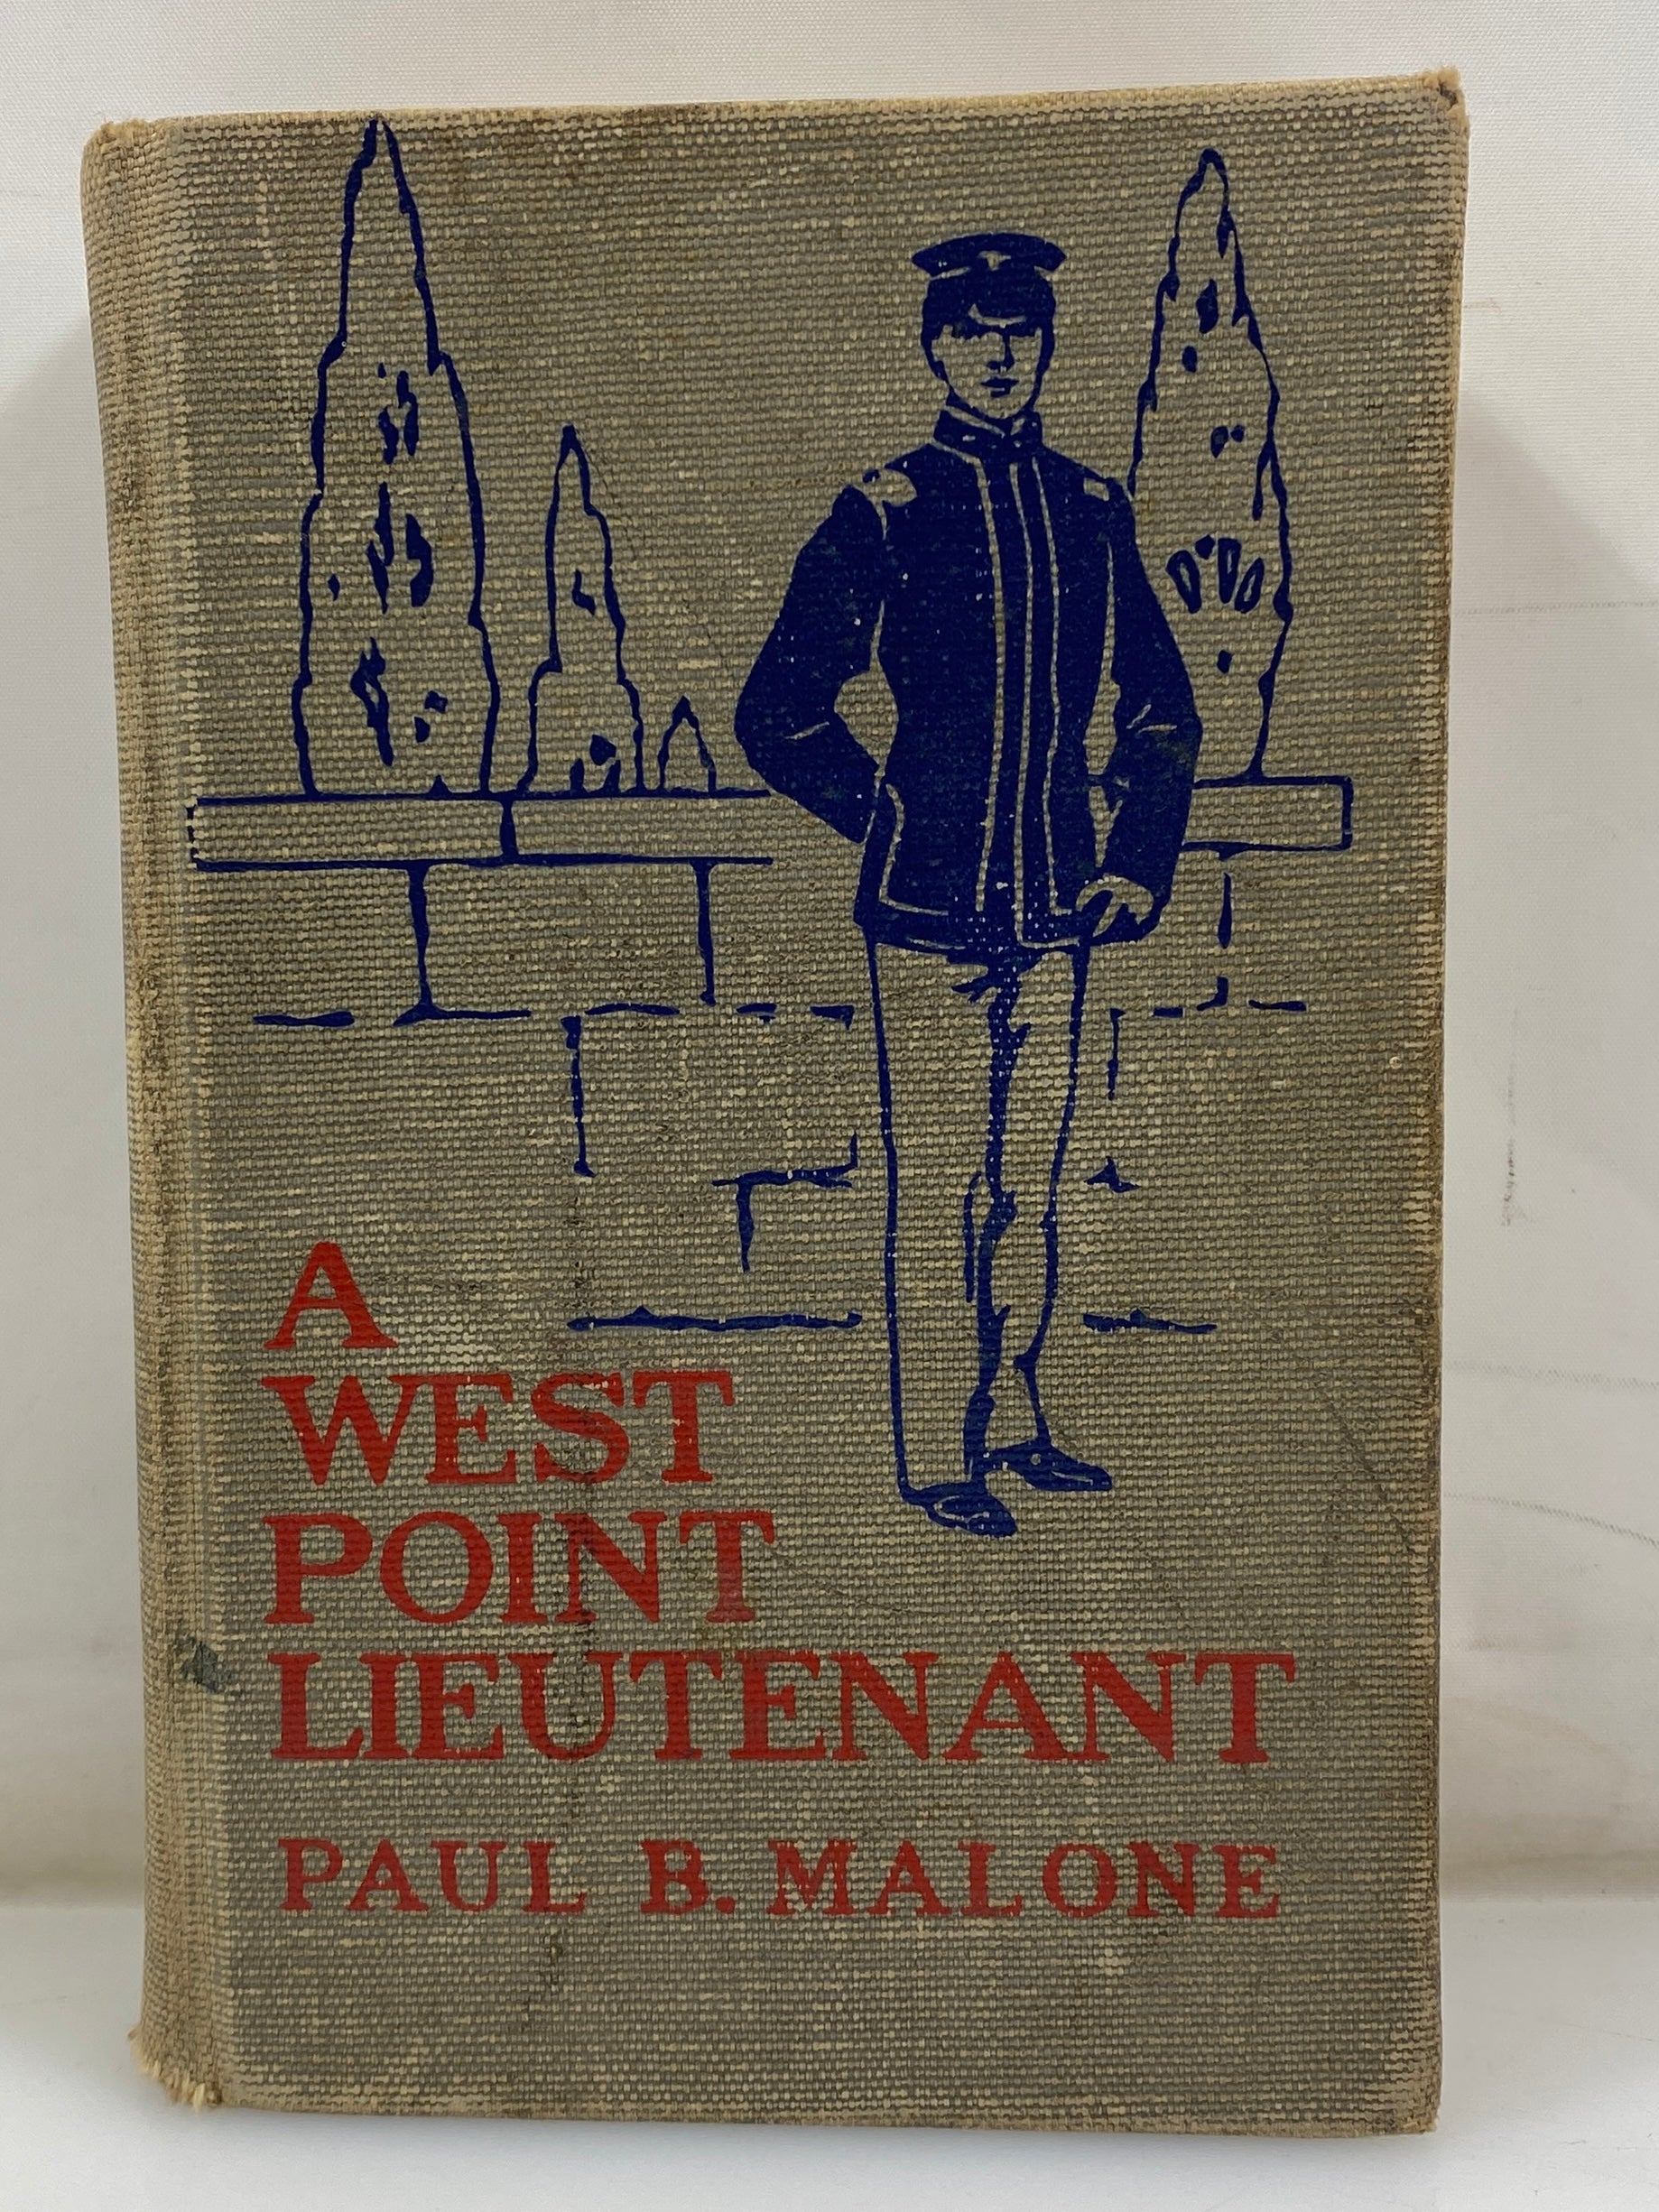 A
WEST
POINT
LIEUTENANT
PAUL B. MALONE